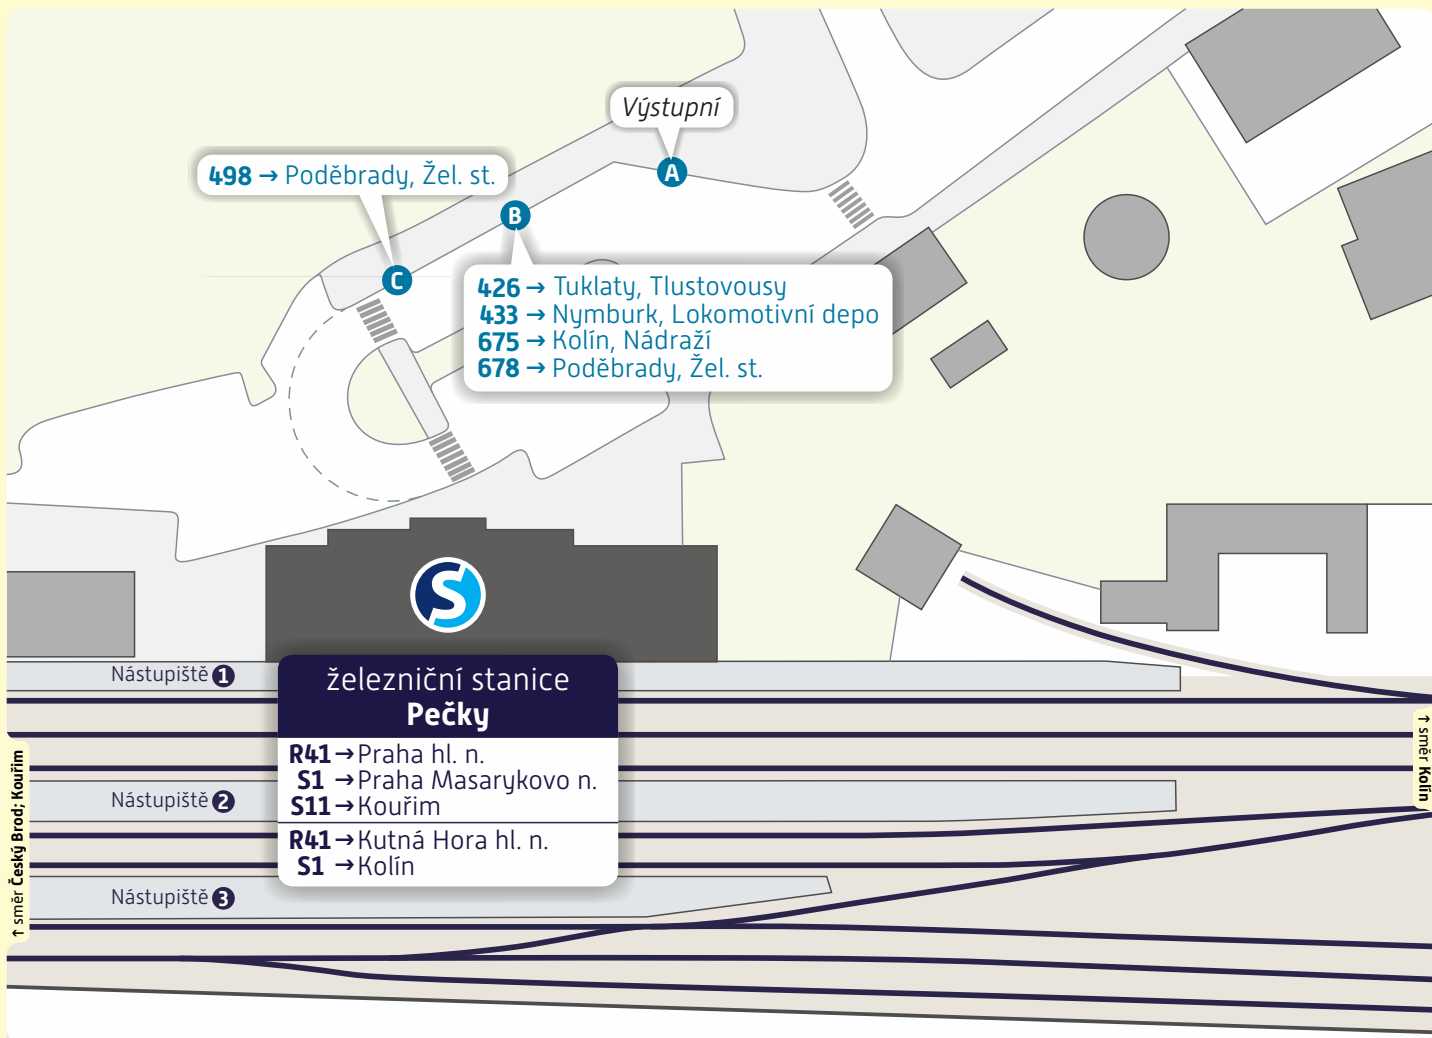 Výstupní
A
498 → Poděbrady, Žel. st.
B
C
426 → Tuklaty, Tlustovousy
433 → Nymburk, Lokomotivní depo
675 → Kolín, Nádraží
678 → Poděbrady, Žel. st.
S
Nástupiště 1
železniční stanice
Pečky
R41 → Praha hl. n.
S1 → Praha Masarykovo n.
S11 → Kouřim
R41 → Kutná Hora hl. n.
S1 → Kolín
Nástupiště 2
Nástupiště 3
↑ směr Český Brod; Kouřim
↑ směr Kolín